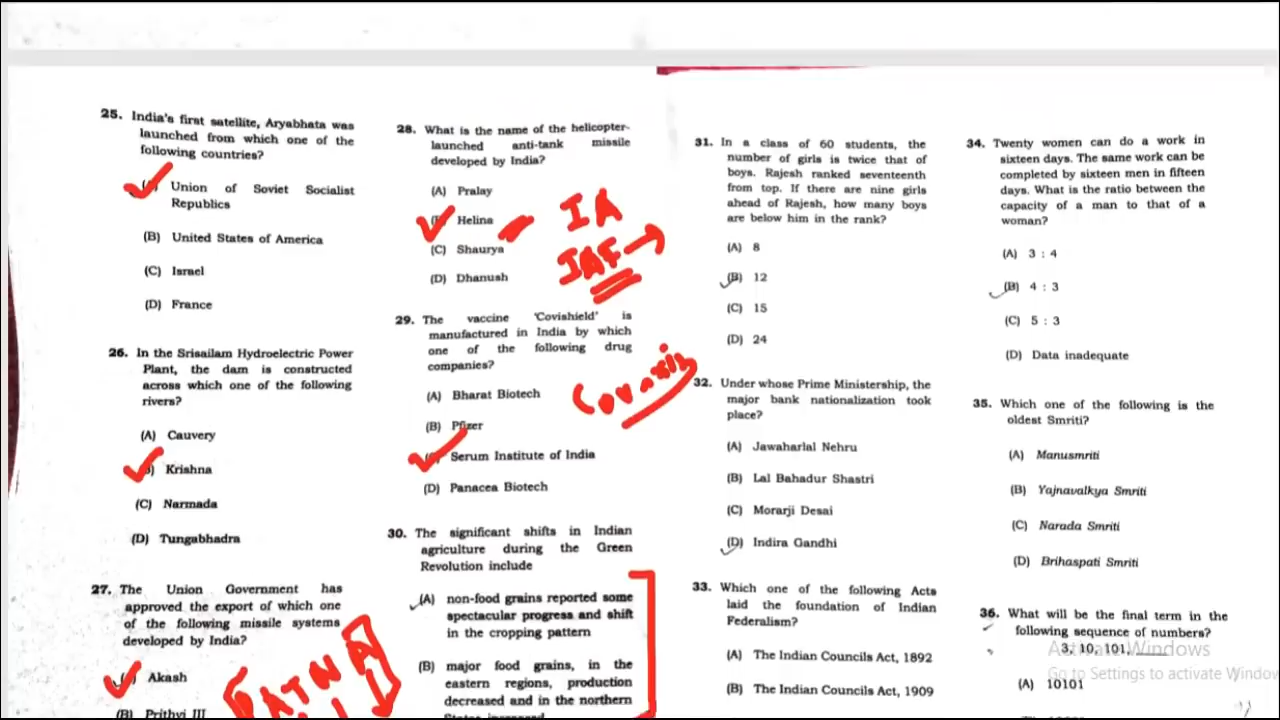 25. India's first satellite, Aryabhata was
launched from which one of the
following countries?
Union of Soviet Socialist
Republics
(B) United States of America
(C) Israel
(D) France
26. In the Srisailam Hydroelectric Power
Plant, the dam is constructed
across which one of the following
rivers?
(A) Cauvery
Krishna
(C) Narmada
(D) Tungabhadra
27. The Union Government has
approved the export of which one
of the following missile systems
developed by India?
Akash
(B) Prithvi III
28. What is the name of the helicopter-
launched anti-tank missile
developed by India?
(A) Pralay
Helina
(C) Shaurya
(D) Dhanush
IA
IAF
29. The vaccine 'Covishield' is
manufactured in India by which
one of the following drug
companies?
(A) Bharat Biotech
(B) Pfizer
Serum Institute of India
(D) Panacea Biotech
30. The significant shifts in Indian
agriculture during the Green
Revolution include
(A) non-food grains reported some
spectacular progress and shift
in the cropping pattern
(B) major food grains, in the
eastern regions, production
decreased and in the northern
States increased
31. In a class of 60 students, the
number of girls is twice that of
boys. Rajesh ranked seventeenth
from top. If there are nine girls
ahead of Rajesh, how many boys
are below him in the rank?
(A) 8
(B) 12
(C) 15
(D) 24
32. Under whose Prime Ministership, the
major bank nationalization took
place?
(A) Jawaharlal Nehru
(B) Lal Bahadur Shastri
(C) Morarji Desai
(D) Indira Gandhi
33. Which one of the following Acts
laid the foundation of Indian
Federalism?
(A) The Indian Councils Act, 1892
(B) The Indian Councils Act, 1909
34. Twenty women can do a work in
sixteen days. The same work can be
completed by sixteen men in fifteen
days. What is the ratio between the
capacity of a man to that of a
woman?
(A) 3 : 4
(B) 4 : 3
(C) 5 : 3
(D) Data inadequate
35. Which one of the following is the
oldest Smriti?
(A) Manusmriti
(B) Yajnavalkya Smriti
(C) Narada Smriti
(D) Brihaspati Smriti
36. What will be the final term in the
following sequence of numbers?
3, 10, 101, ____
(A) 10101
Activate Windows
Go to Settings to activate Window